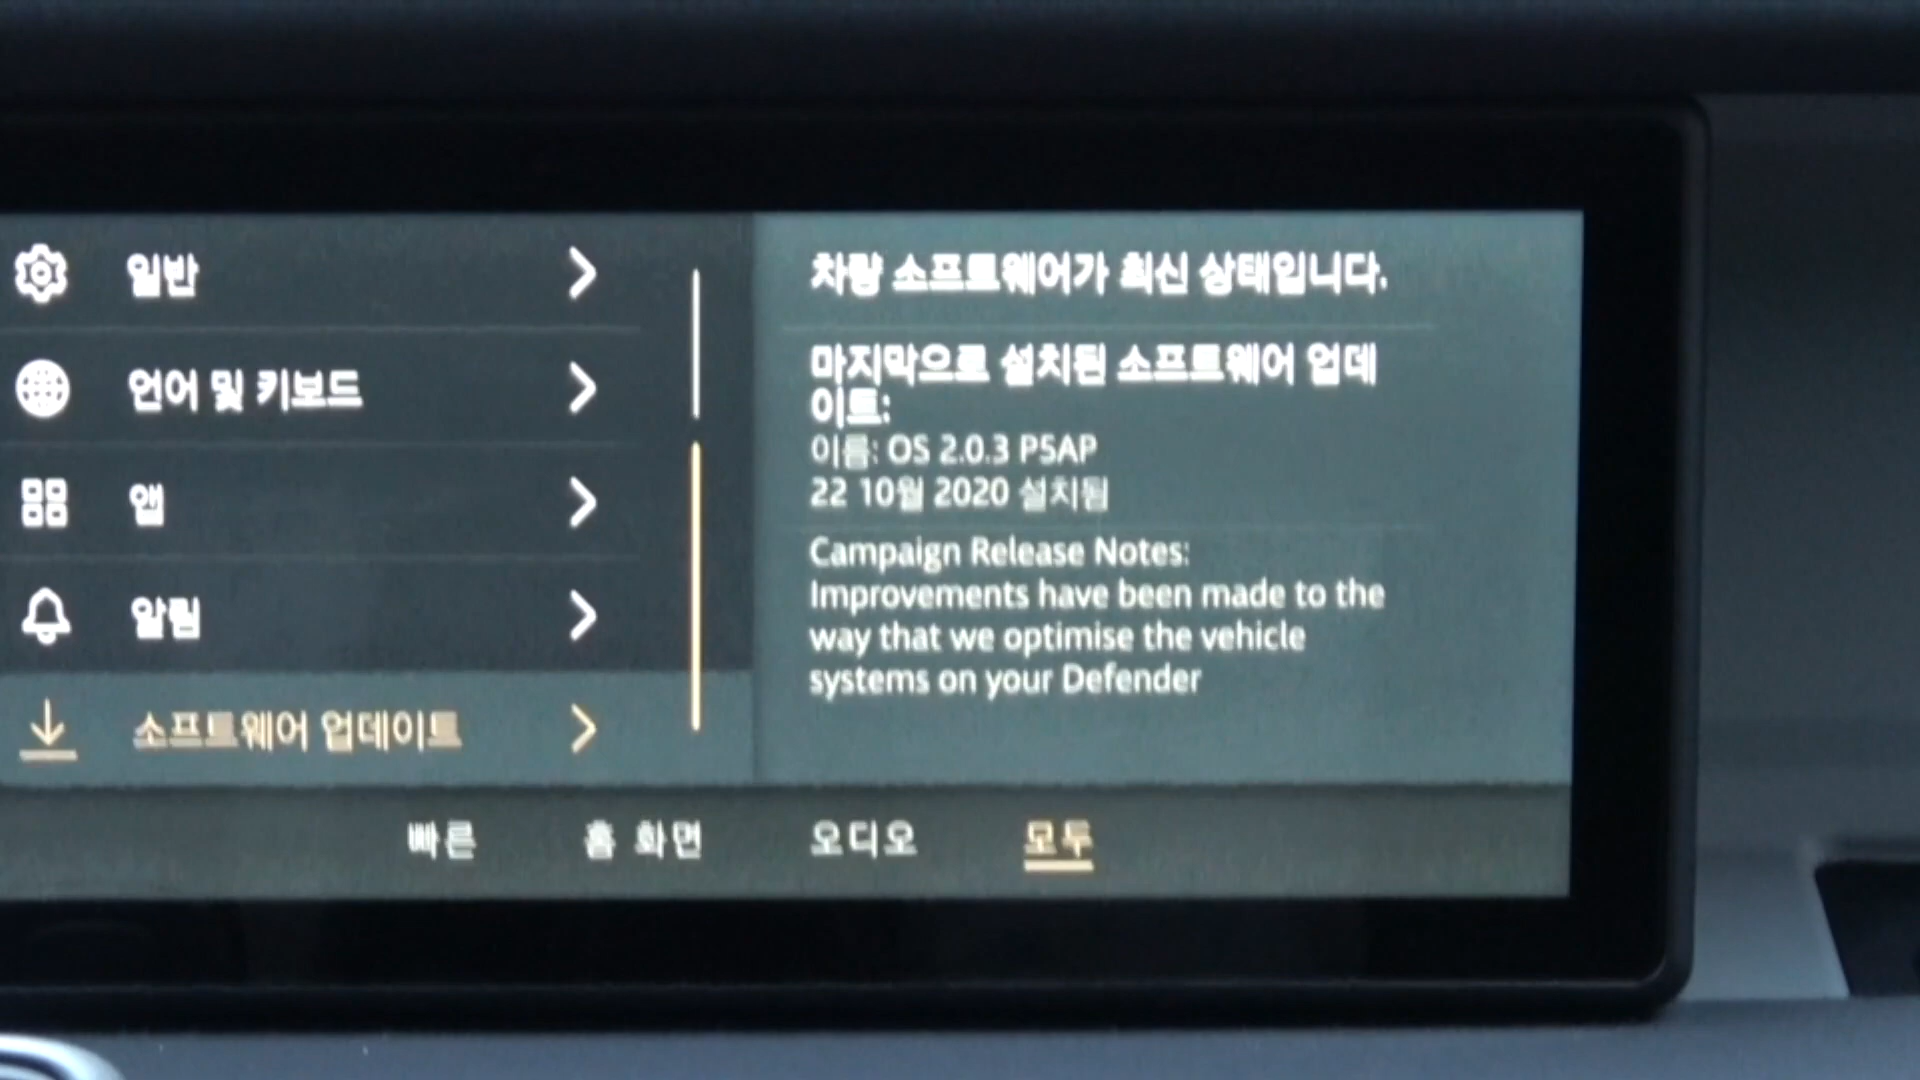 일반
언어 및 키보드
앱
알림
소프트웨어 업데이트
차량 소프트웨어가 최신 상태입니다.
마지막으로 설치된 소프트웨어 업데
이트:
이름: OS 2.0.3 P5AP
22 10월 2020 설치됨
Campaign Release Notes:
Improvements have been made to the
way that we optimise the vehicle
systems on your Defender
빠른 홈 화면 오디오 모두